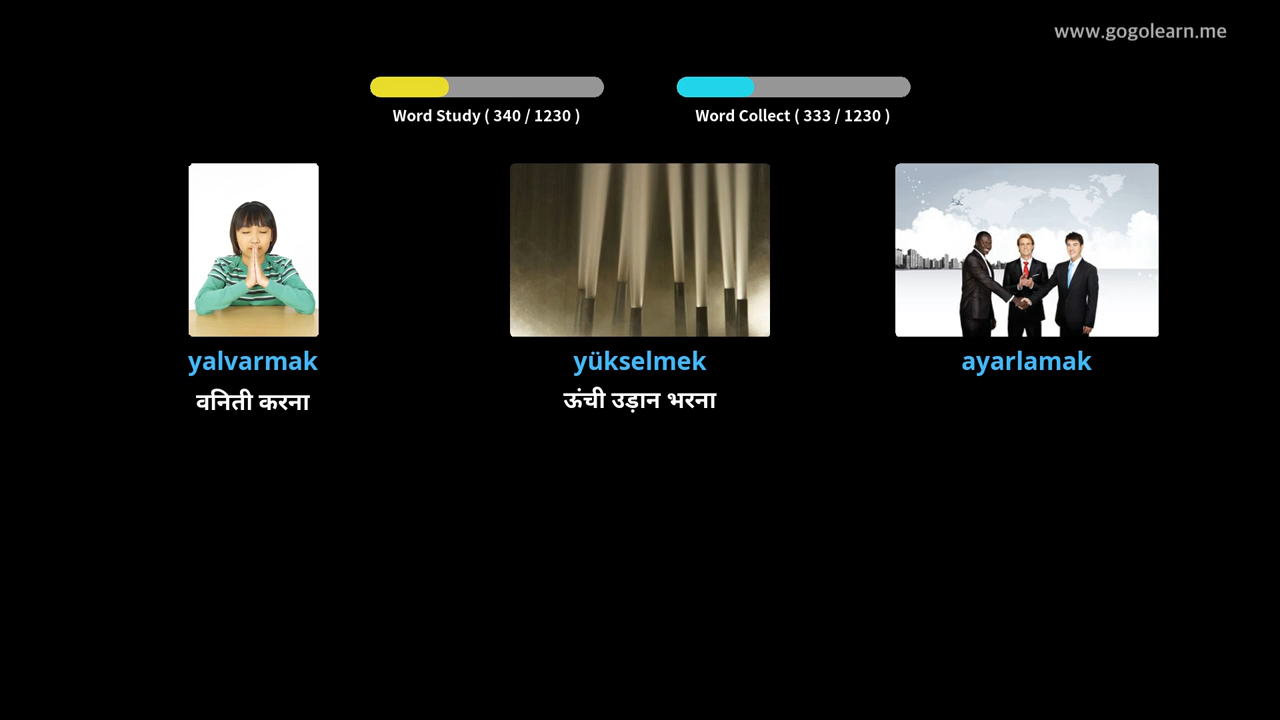 www.gogolearn.me
Word Study ( 340 / 1230 )
Word Collect ( 333 / 1230 )
yalvarmak
yükselmek
ayarlamak
वनिती करना
ऊंची उड़ान भरना